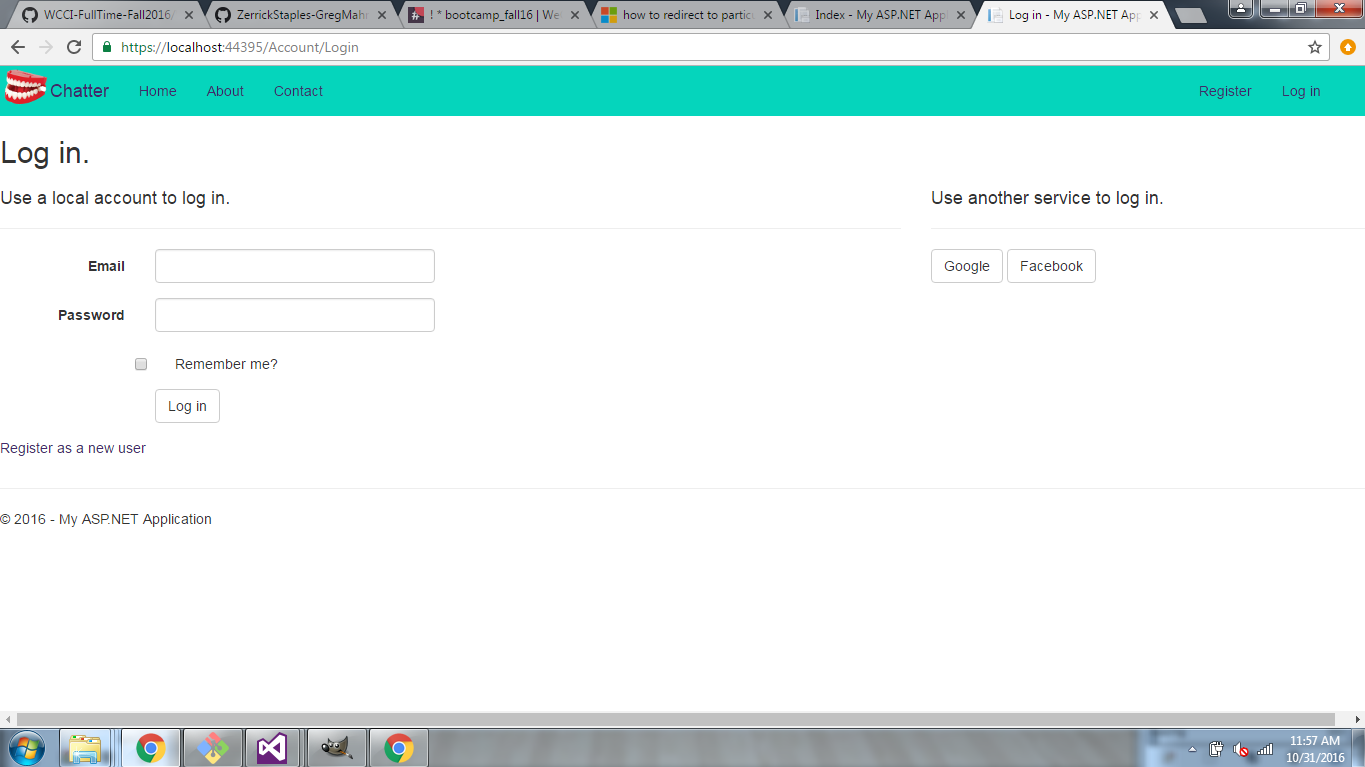 WCCI-FullTime-Fall2016/
ZerrickStaples-GregMah
! * bootcamp_fall16 | We
how to redirect to partic
Index - My ASP.NET Appl
Log in - My ASP.NET App
https://localhost:44395/Account/Login
Chatter Home About Contact Register Log in
Log in.
Use a local account to log in.
Use another service to log in.
Email
Google Facebook
Password
Remember me?
Log in
Register as a new user
© 2016 - My ASP.NET Application
11:57 AM
10/31/2016